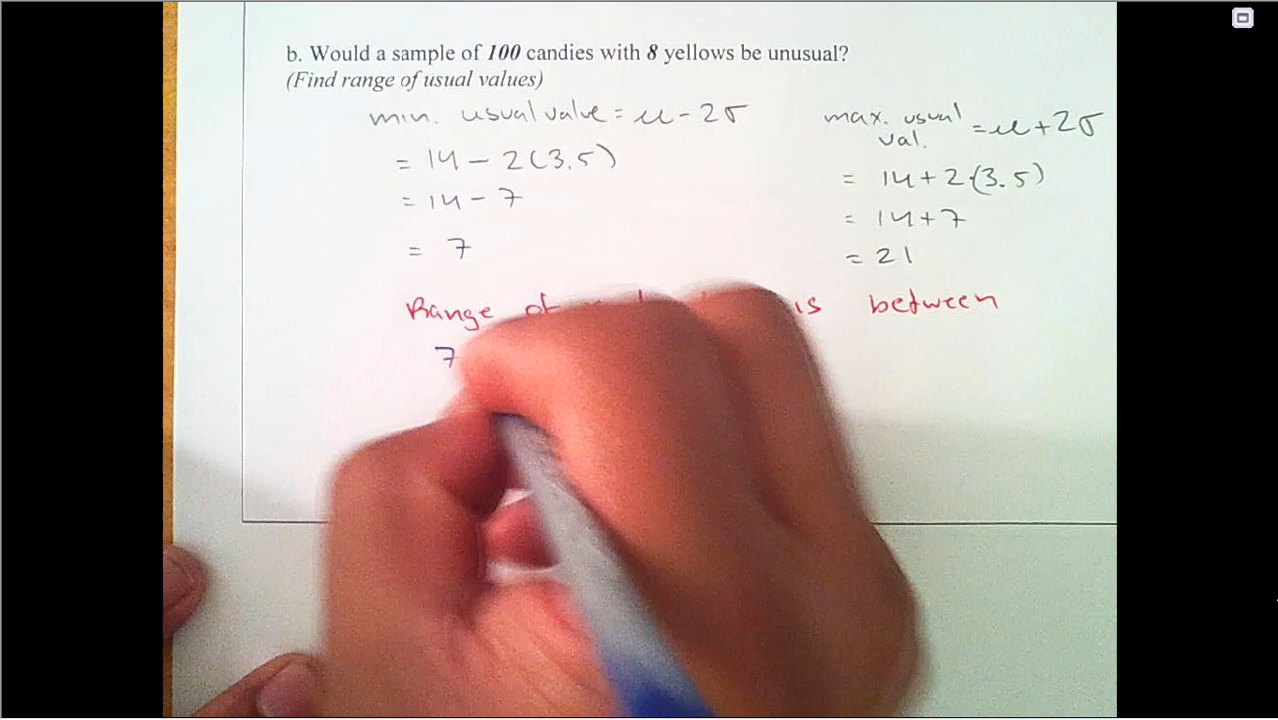 b. Would a sample of 100 candies with 8 yellows be unusual?
(Find range of usual values)
min. usual value = μ - 2σ
= 14 - 2(3.5)
= 14 - 7
= 7
max. usual val. = μ + 2σ
= 14 + 2(3.5)
= 14 + 7
= 21
Range of is between
7